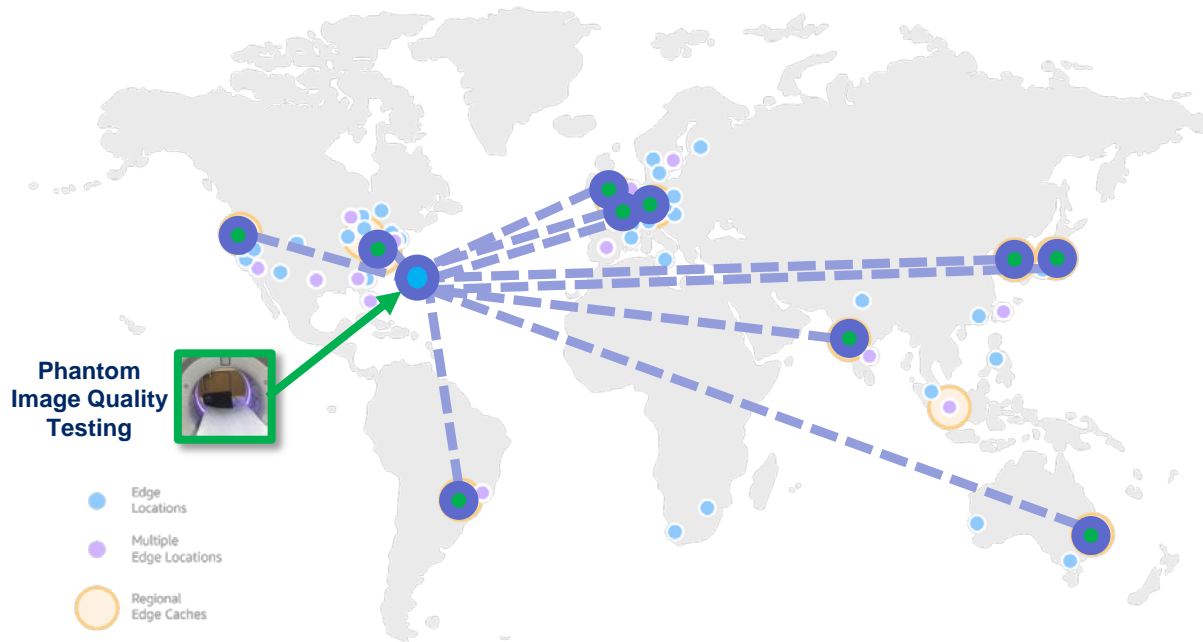 Phantom
Image Quality
Testing
Edge
Locations
Multiple
Edge Locations
Regional
Edge Caches